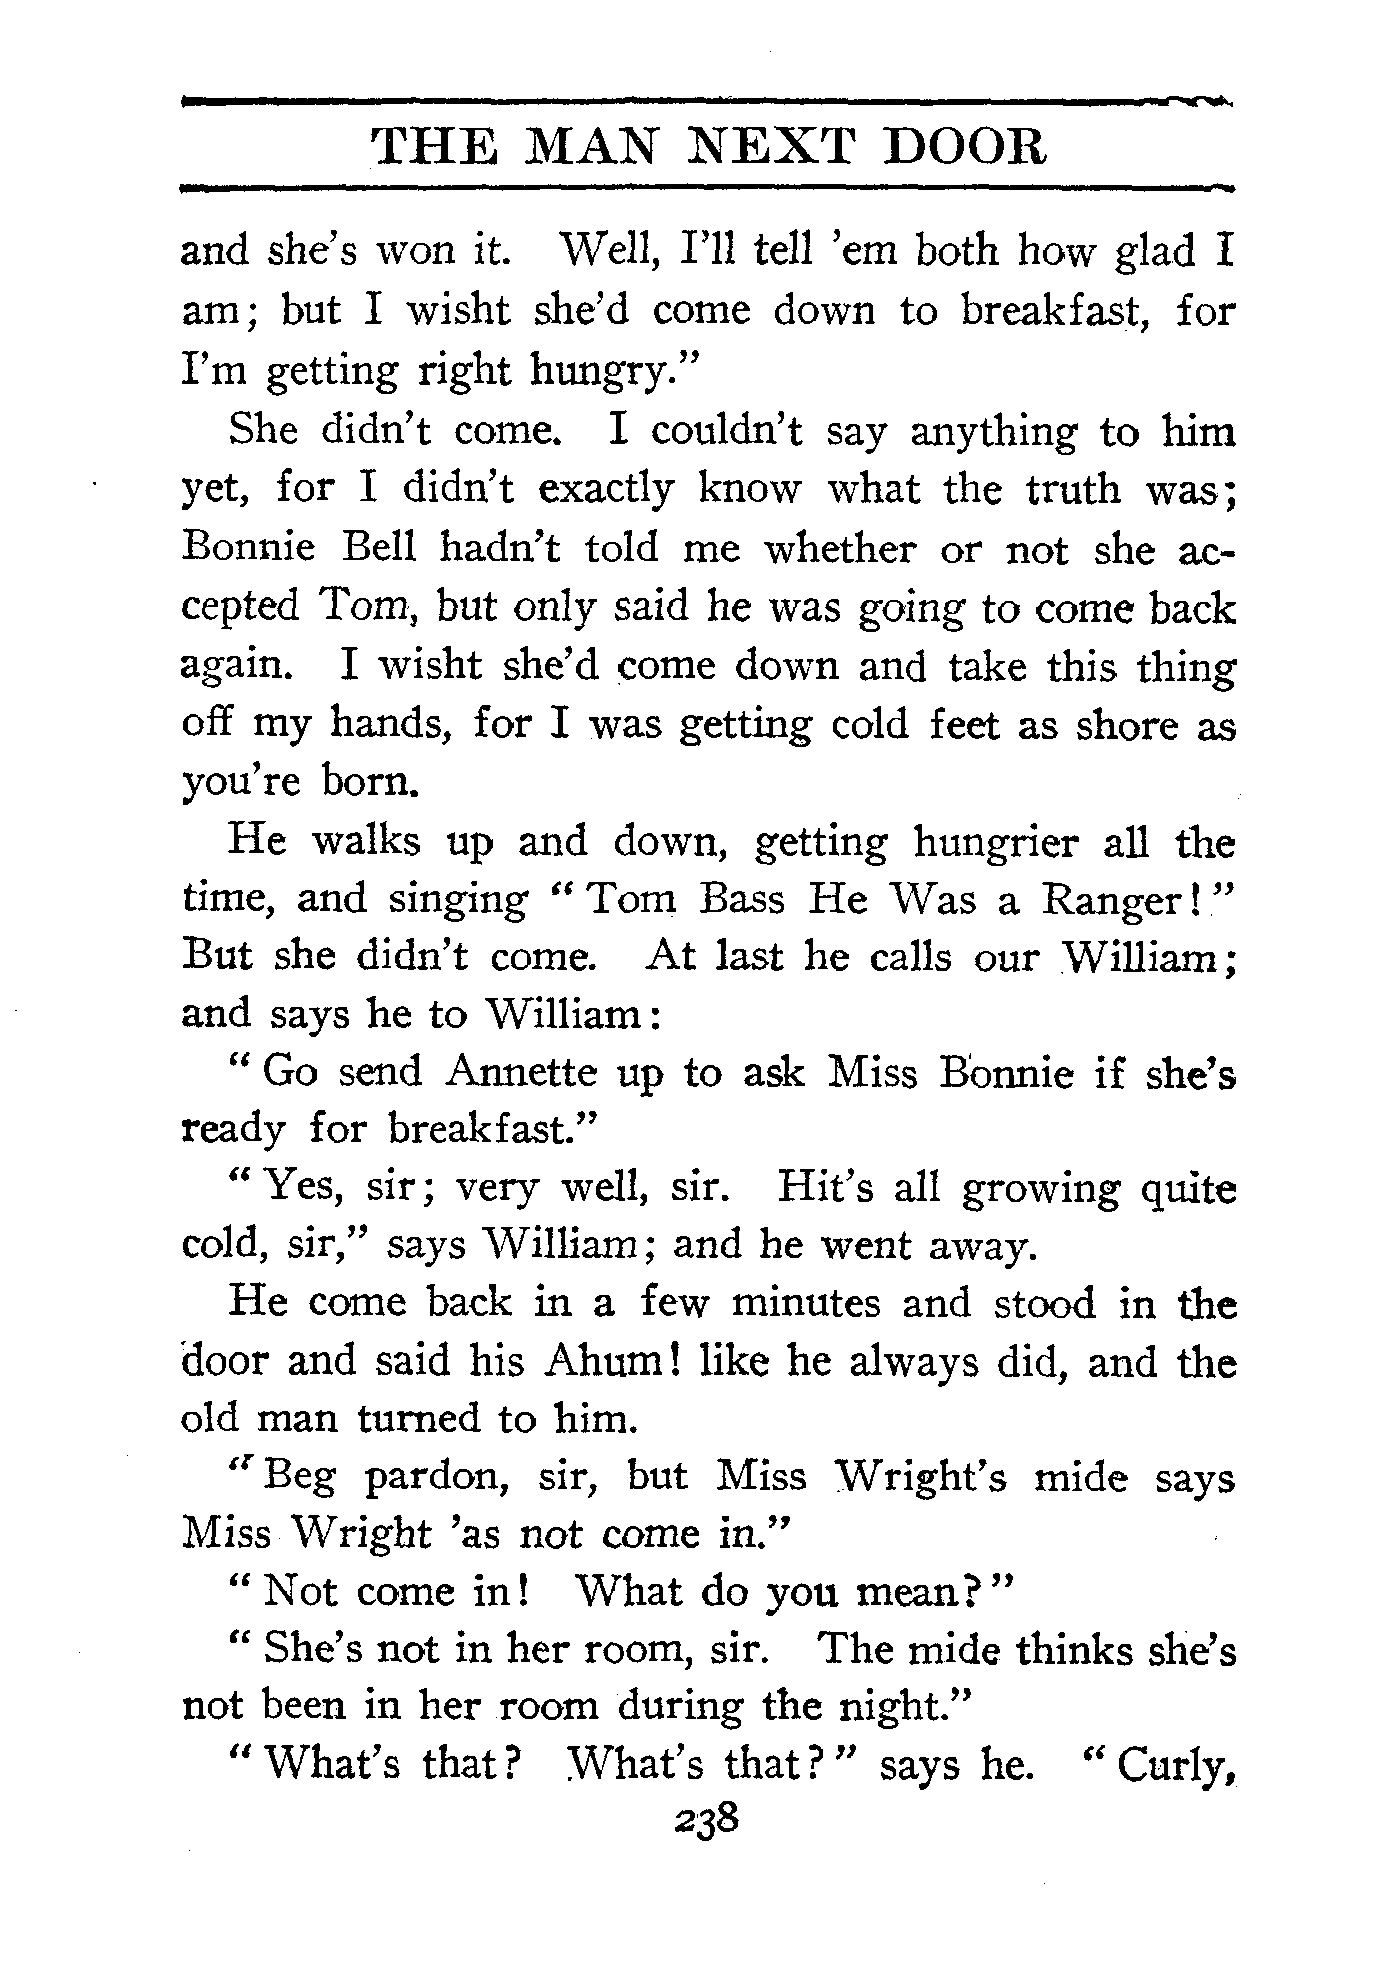 THE MAN NEXT DOOR
and she's won it. Well, I'll tell 'em both how glad I
am; but I wisht she'd come down to breakfast, for
I'm getting right hungry."
She didn't come. I couldn't say anything to him
yet, for I didn't exactly know what the truth was;
Bonnie Bell hadn't told me whether or not she ac-
cepted Tom, but only said he was going to come back
again. I wisht she'd come down and take this thing
off my hands, for I was getting cold feet as shore as
you're born.
He walks up and down, getting hungrier all the
time, and singing "Tom Bass He Was a Ranger!"
But she didn't come. At last he calls our William;
and says he to William:
"Go send Annette up to ask Miss Bonnie if she's
ready for breakfast."
"Yes, sir; very well, sir. Hit's all growing quite
cold, sir," says William; and he went away.
He come back in a few minutes and stood in the
door and said his Ahum! like he always did, and the
old man turned to him.
"Beg pardon, sir, but Miss Wright's mide says
Miss Wright 'as not come in."
"Not come in! What do you mean?"
"She's not in her room, sir. The mide thinks she's
not been in her room during the night."
"What's that? What's that?" says he. "Curly,
238